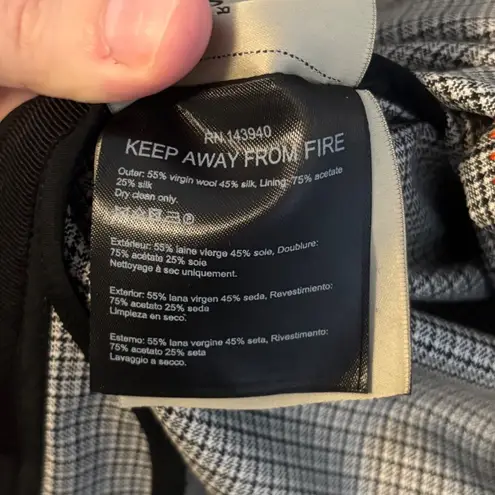 RN 143940
KEEP AWAY FROM FIRE
Outer: 55% virgin wool 45% silk, Lining: 75% acetate
25% silk
Dry clean only.
Extérieur: 55% laine vierge 45% soie, Doublure:
75% acétate 25% soie
Nettoyage à sec uniquement.
Exterior: 55% lana virgen 45% seda, Revestimiento:
75% acetato 25% seda
Limpieza en seco.
Esterno: 55% lana vergine 45% seta, Rivestimento:
75% acetato 25% seta
Lavaggio a secco.